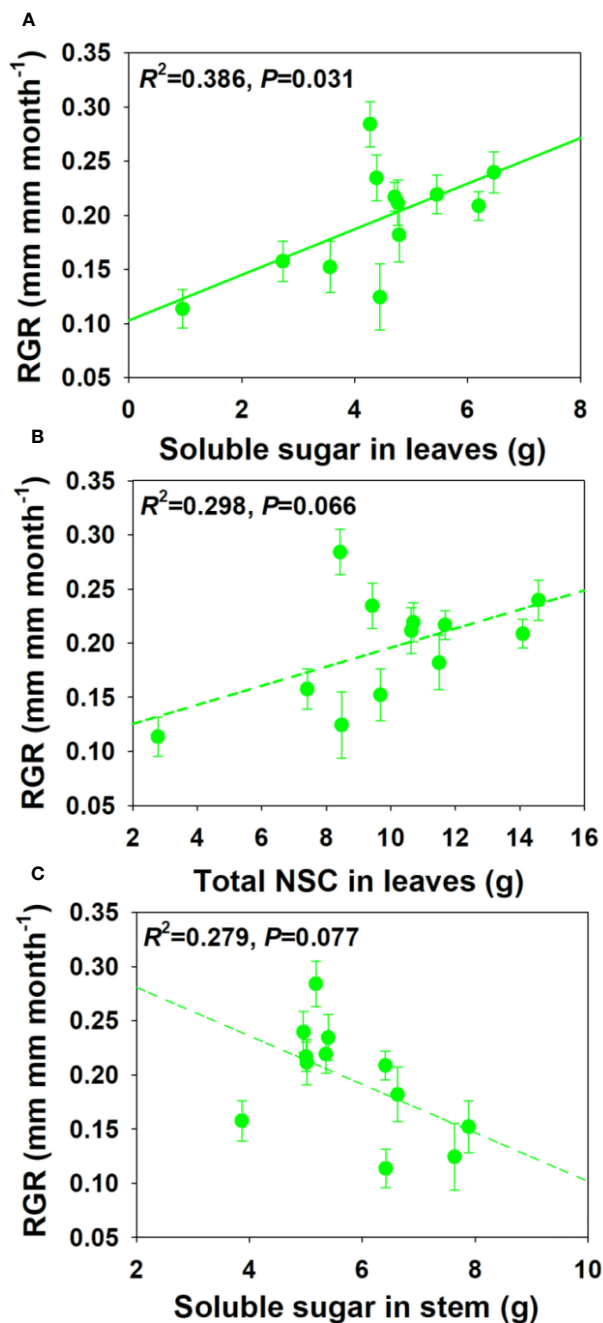 A
R²=0.386, P=0.031
0.35
0.30
0.25
0.20
0.15
0.10
0.05
RGR (mm mm month⁻¹)
0 2 4 6 8
Soluble sugar in leaves (g)
B
R²=0.298, P=0.066
0.35
0.30
0.25
0.20
0.15
0.10
0.05
RGR (mm mm month⁻¹)
2 4 6 8 10 12 14 16
Total NSC in leaves (g)
C
R²=0.279, P=0.077
0.35
0.30
0.25
0.20
0.15
0.10
0.05
RGR (mm mm month⁻¹)
2 4 6 8 10
Soluble sugar in stem (g)